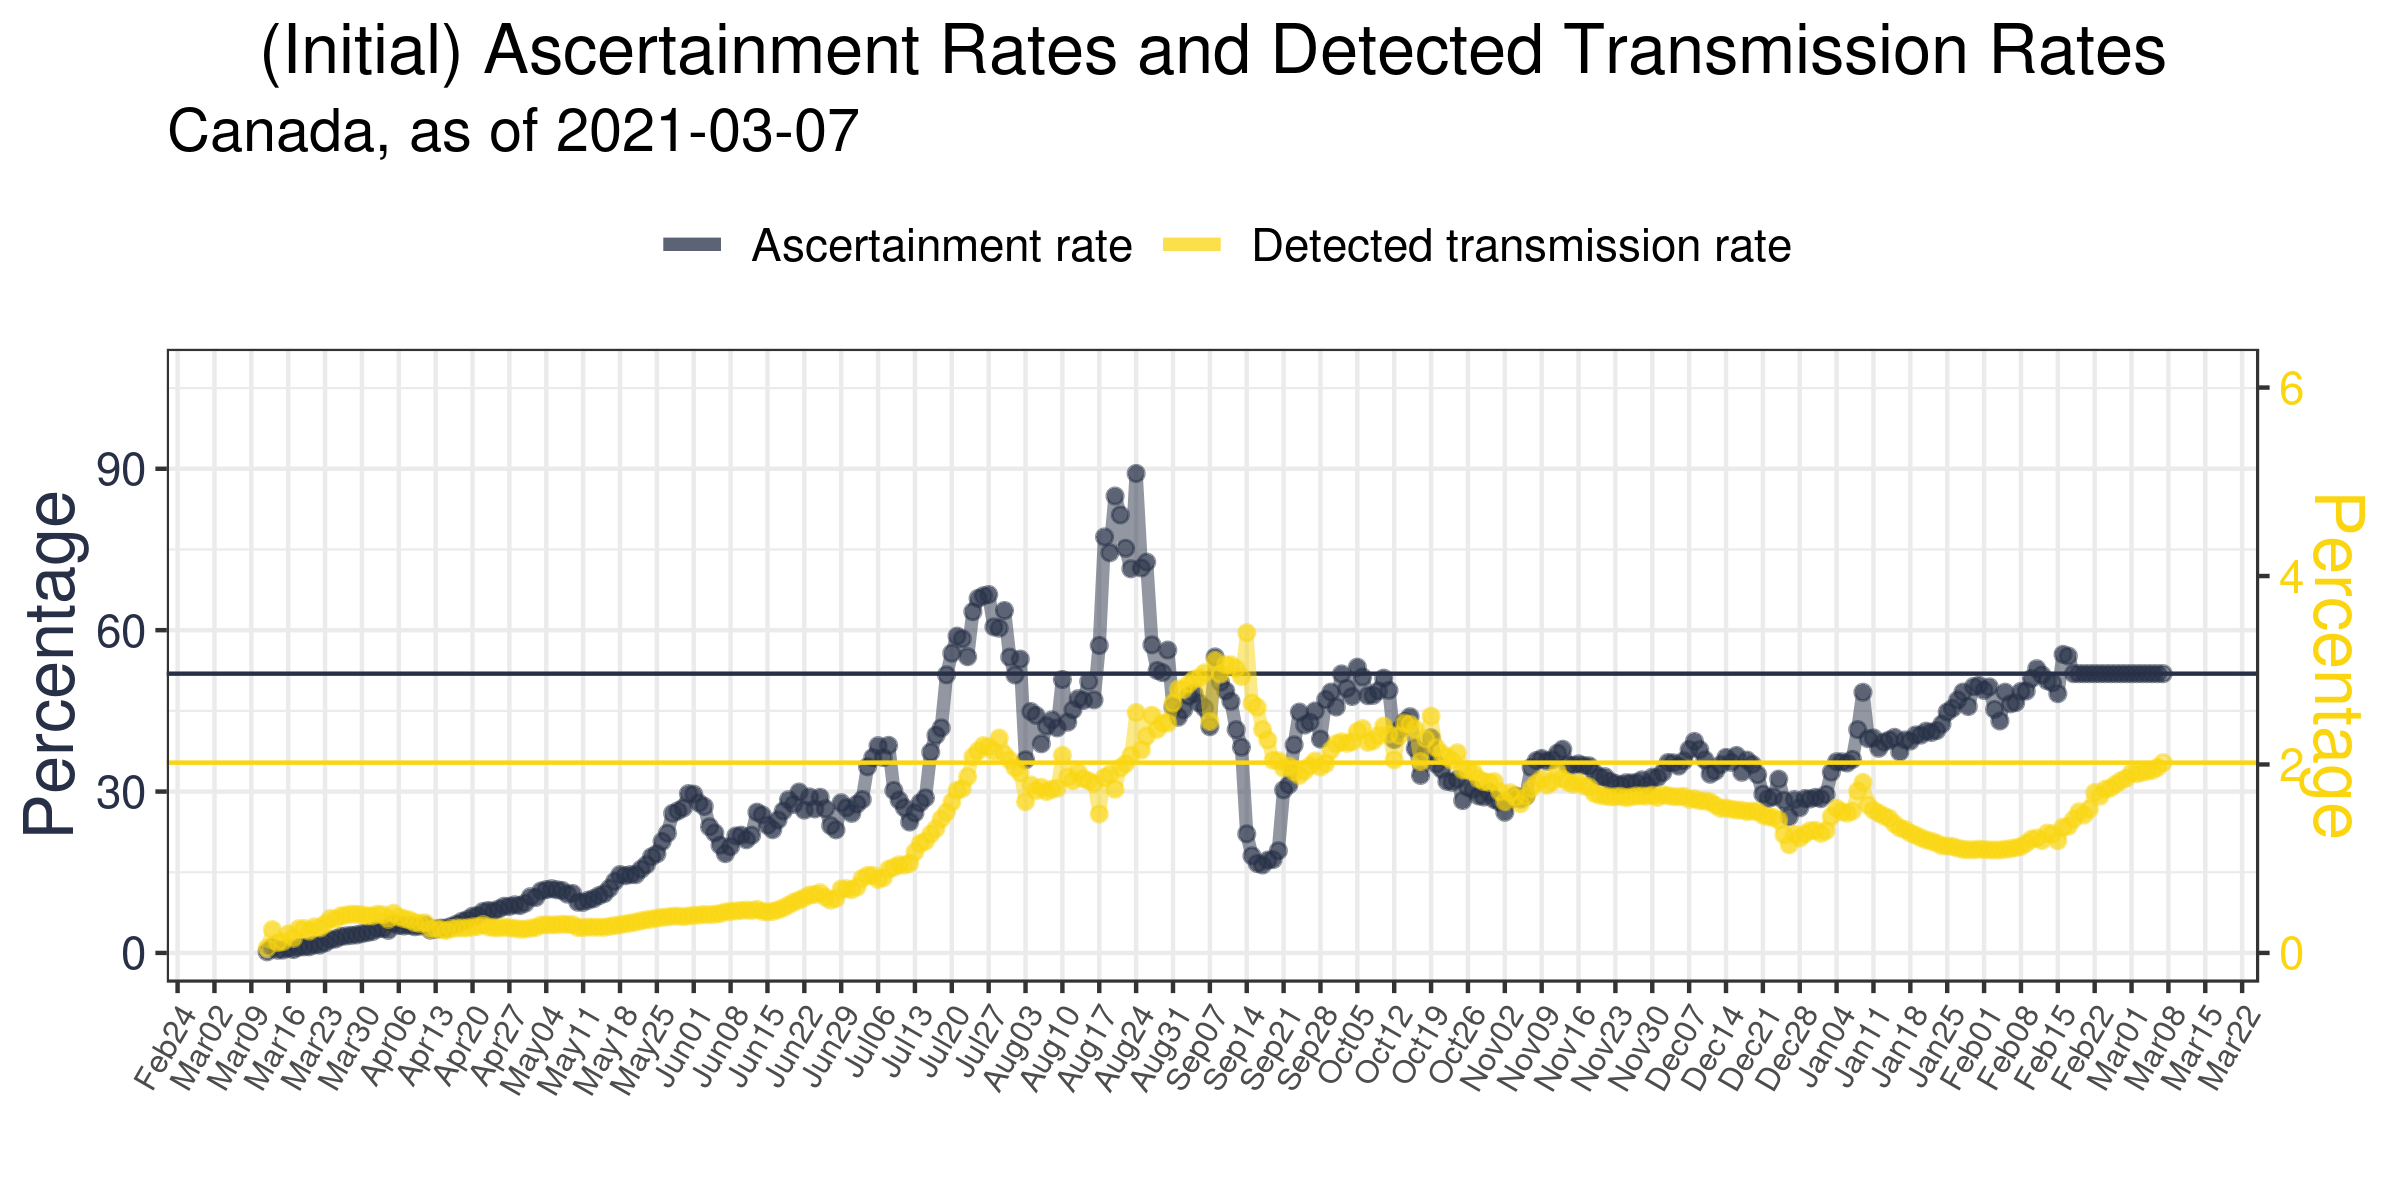 (Initial) Ascertainment Rates and Detected Transmission Rates
Canada, as of 2021-03-07
Ascertainment rate
Detected transmission rate
Percentage
90
60
30
0
6
4
2
0
Percentage
Feb24
Mar02
Mar09
Mar16
Mar23
Mar30
Apr06
Apr13
Apr20
Apr27
May04
May11
May18
May25
Jun01
Jun08
Jun15
Jun22
Jun29
Jul06
Jul13
Jul20
Jul27
Aug03
Aug10
Aug17
Aug24
Aug31
Sep07
Sep14
Sep21
Sep28
Oct05
Oct12
Oct19
Oct26
Nov02
Nov09
Nov16
Nov23
Nov30
Dec07
Dec14
Dec21
Dec28
Jan04
Jan11
Jan18
Jan25
Feb01
Feb08
Feb15
Feb22
Mar01
Mar08
Mar15
Mar22